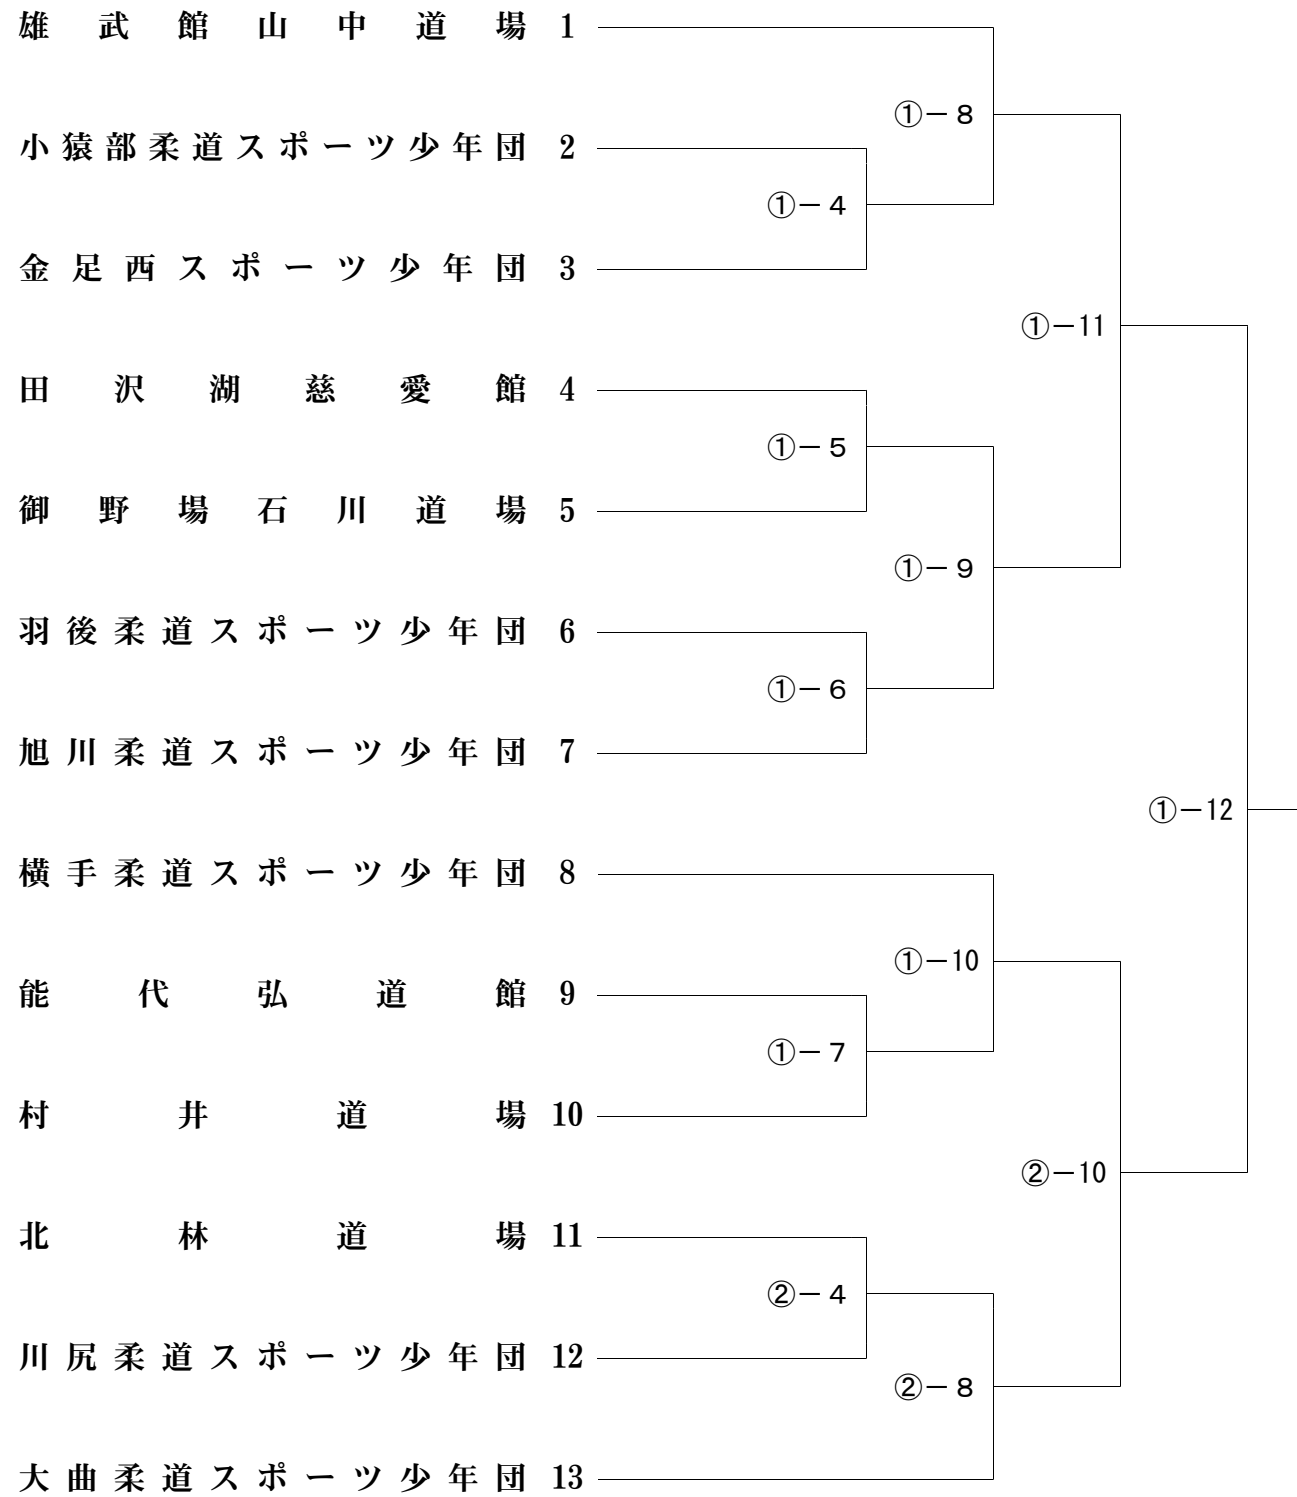 雄武館山中道場 1
①－8
小猿部柔道スポーツ少年団 2
①－4
金足西スポーツ少年団 3
①－11
田沢湖慈愛館 4
①－5
御野場石川道場 5
①－9
羽後柔道スポーツ少年団 6
①－6
旭川柔道スポーツ少年団 7
①－12
横手柔道スポーツ少年団 8
①－10
能代弘道館 9
①－7
村井道場 10
②－10
北林道場 11
②－4
川尻柔道スポーツ少年団 12
②－8
大曲柔道スポーツ少年団 13